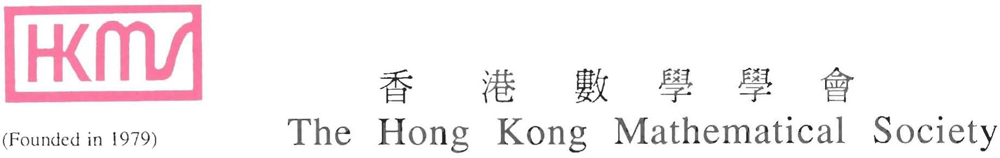 HKMS
香港數學學會
The Hong Kong Mathematical Society
(Founded in 1979)